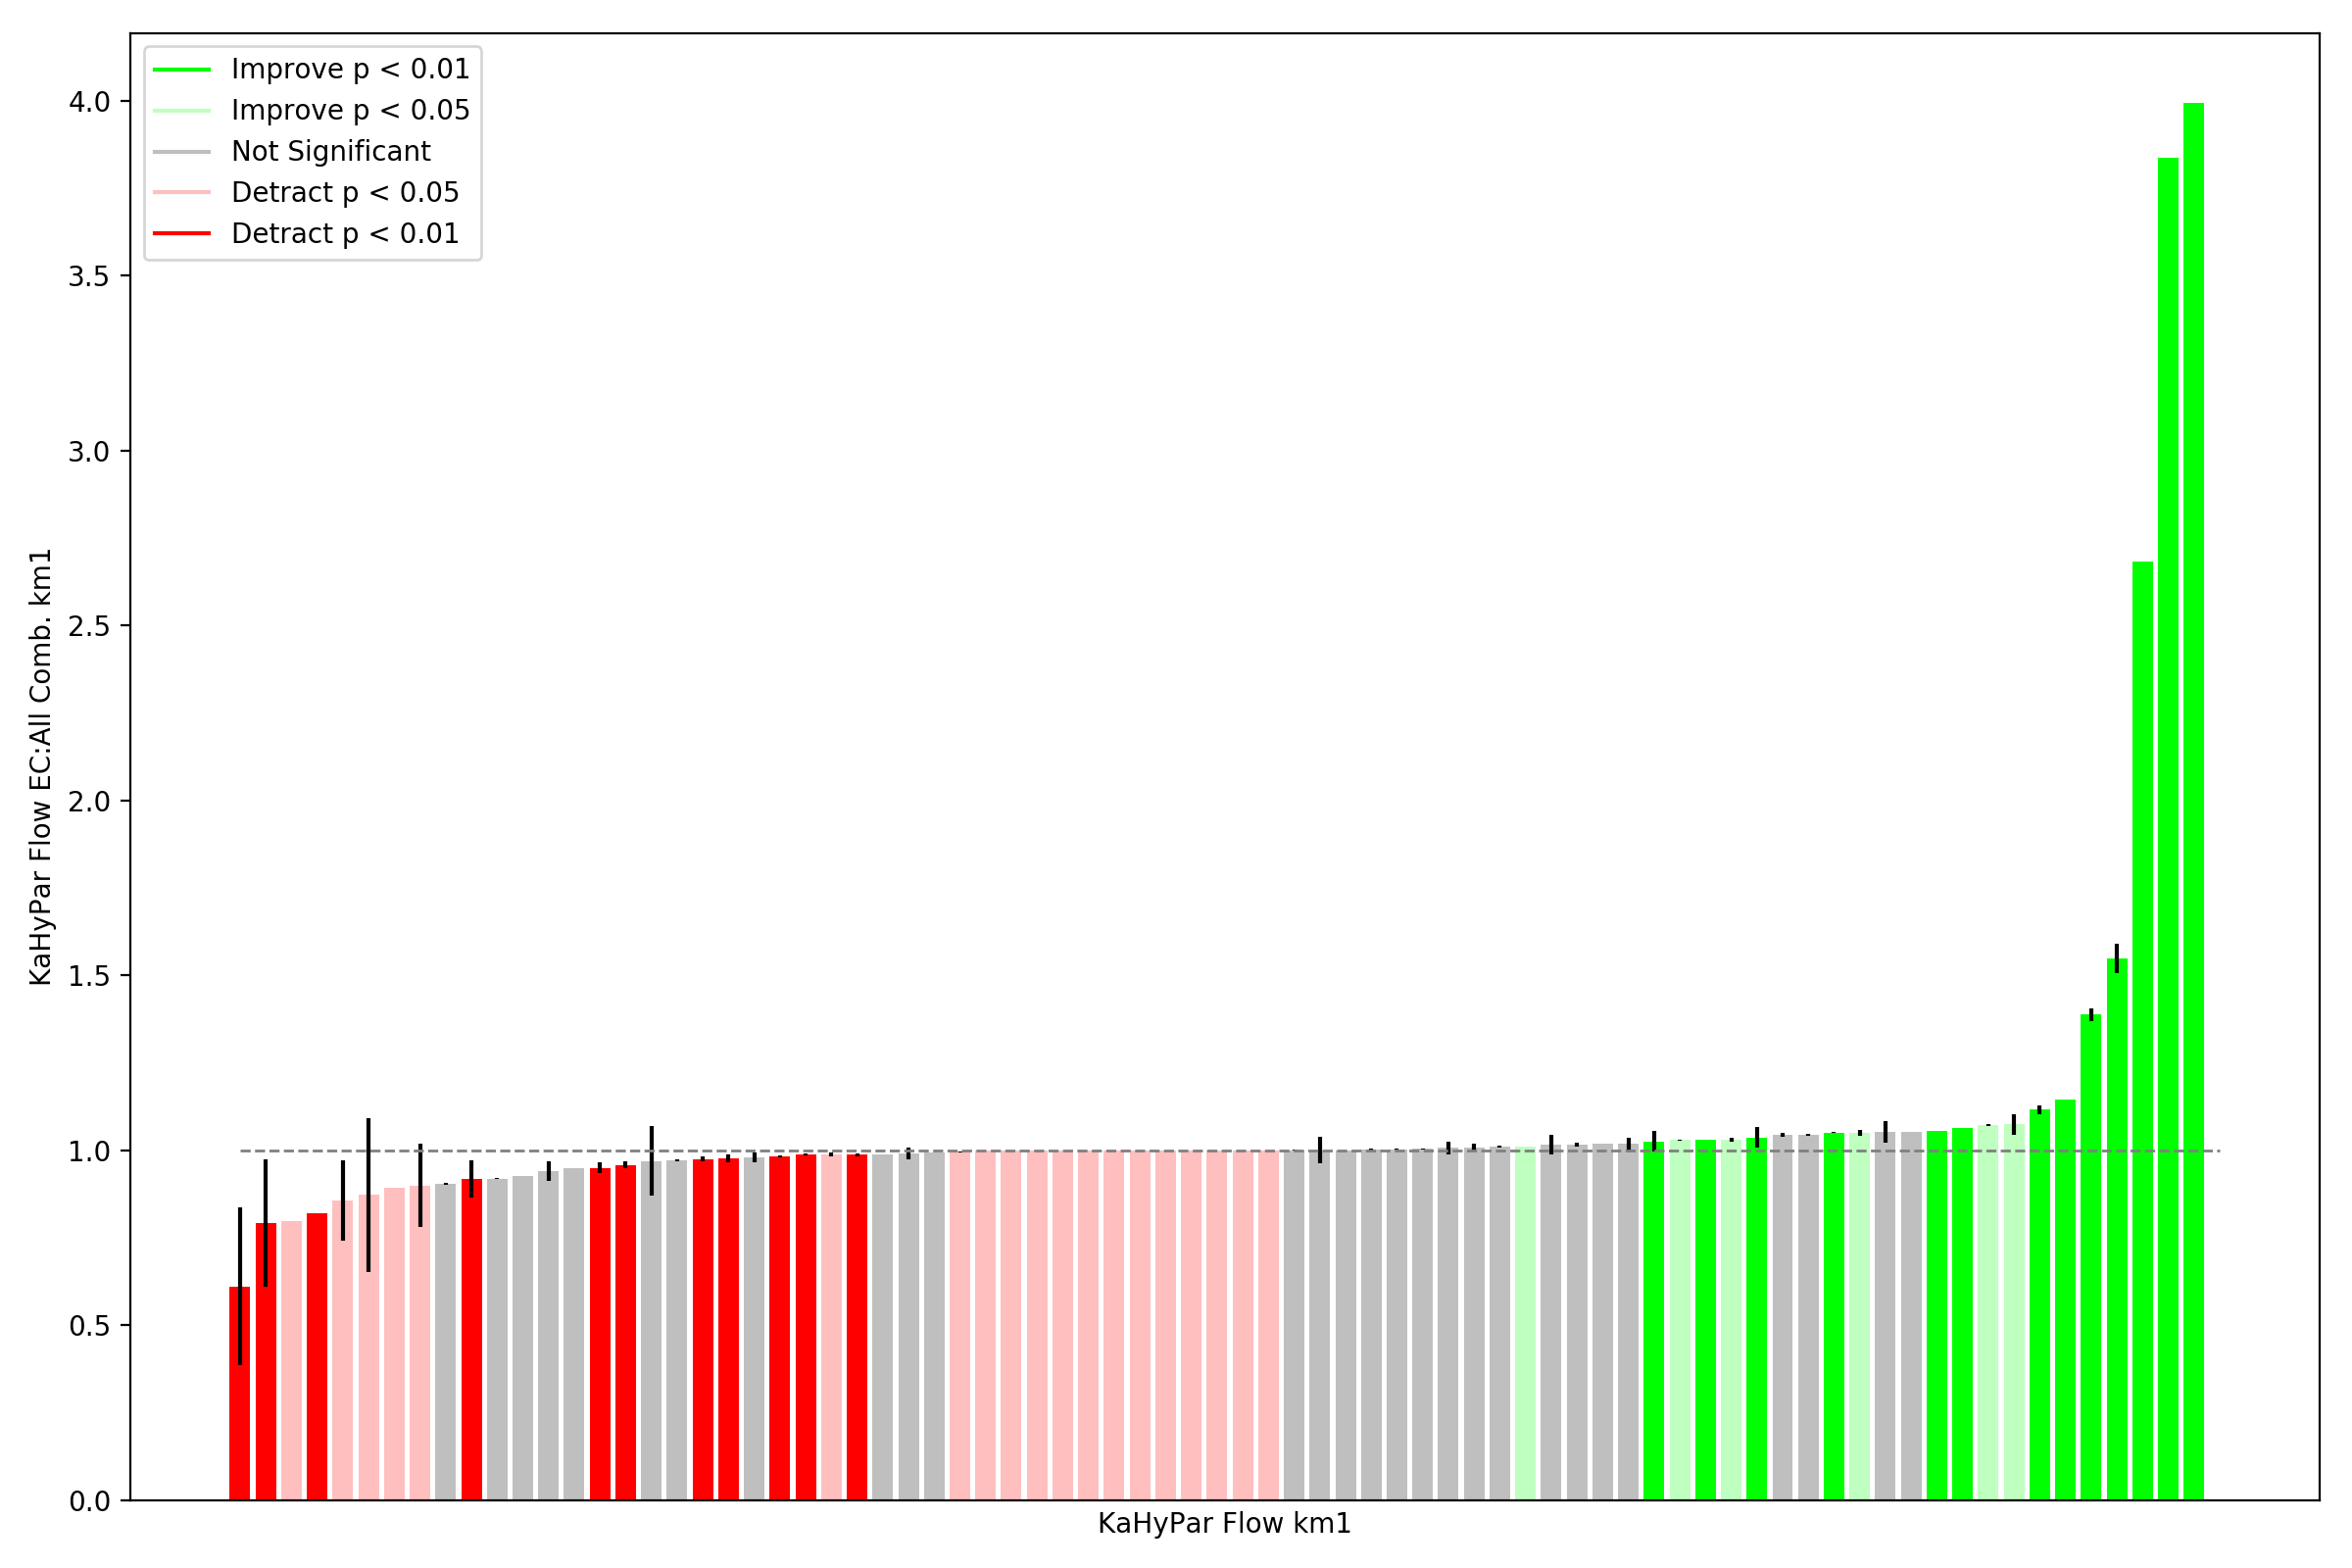 Improve p < 0.01
Improve p < 0.05
Not Significant
Detract p < 0.05
Detract p < 0.01
4.0
3.5
3.0
2.5
2.0
1.5
1.0
0.5
0.0
KaHyPar Flow EC:All Comb. km1
KaHyPar Flow km1